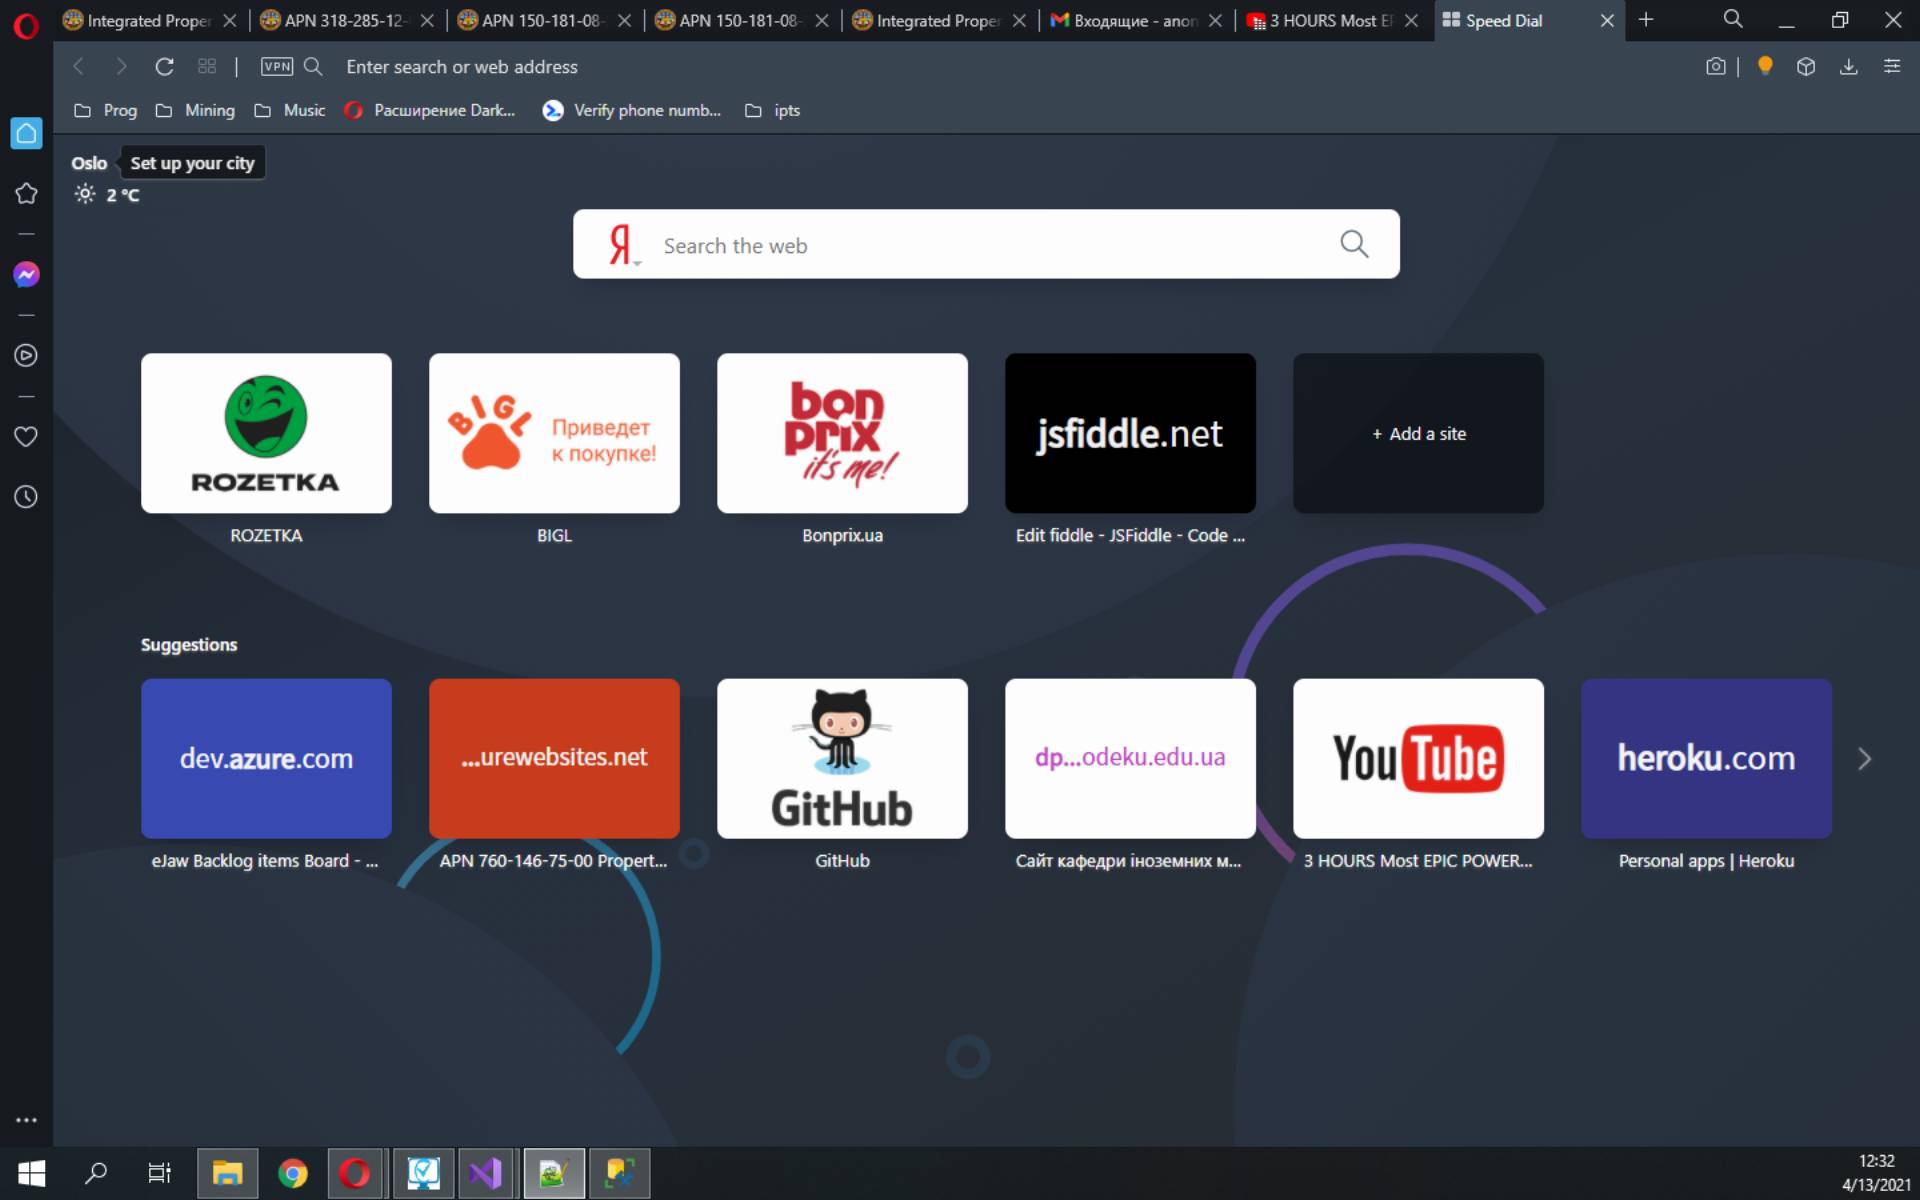 Integrated Proper
APN 318-285-12-
APN 150-181-08-
APN 150-181-08-
Integrated Proper
Входящие - anon
3 HOURS Most EP
Speed Dial
VPN
Enter search or web address
Prog
Mining
Music
Расширение Dark...
Verify phone numb...
ipts
Oslo
Set up your city
2 °C
Я
Search the web
ROZETKA
BIGL
Приведет
к покупке!
bon
prix
it's me!
jsfiddle.net
+ Add a site
ROZETKA
BIGL
Bonprix.ua
Edit fiddle - JSFiddle - Code ...
Suggestions
dev.azure.com
...urewebsites.net
GitHub
dp...odeku.edu.ua
YouTube
heroku.com
eJaw Backlog items Board - ...
APN 760-146-75-00 Propert...
GitHub
Сайт кафедри іноземних м...
3 HOURS Most EPIC POWER...
Personal apps | Heroku
12:32
4/13/2021